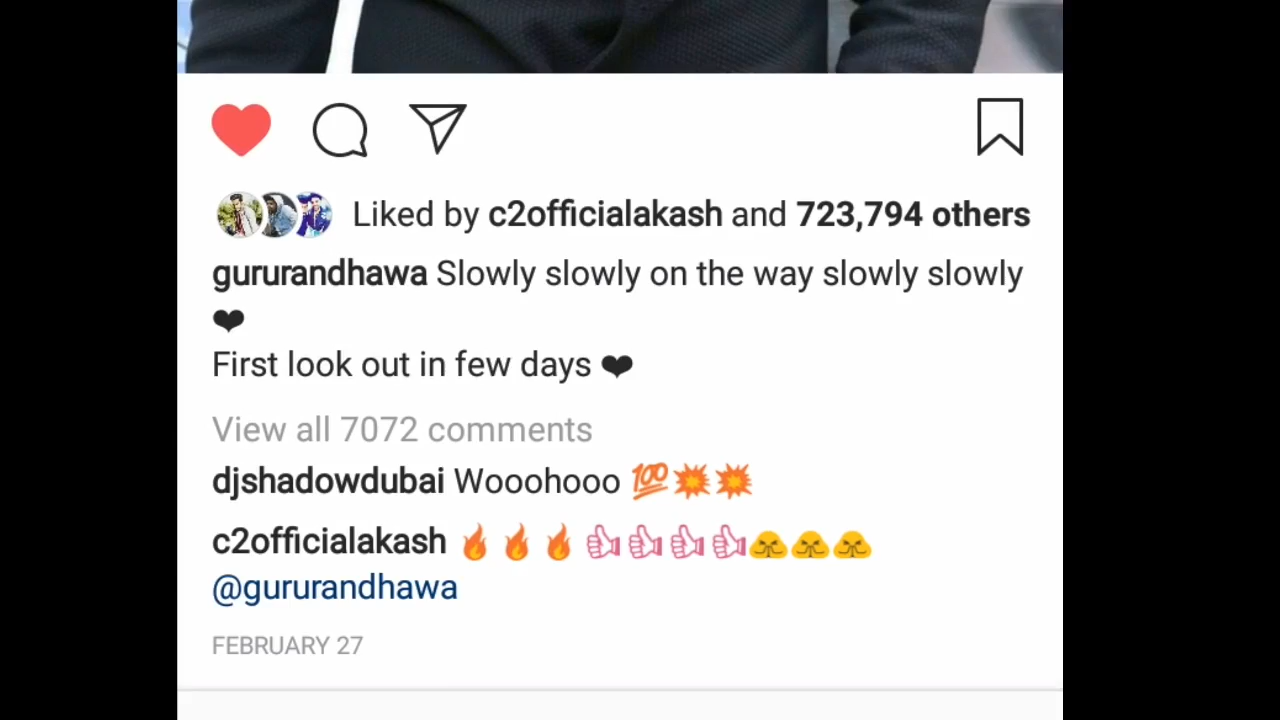 Liked by c2officialakash and 723,794 others
gururandhawa Slowly slowly on the way slowly slowly
❤
First look out in few days ❤
View all 7072 comments
djshadowdubai Wooohooo 💯💥💥
c2officialakash 🔥🔥🔥👍👍👍👍🙇🙇🙇
@gururandhawa
FEBRUARY 27